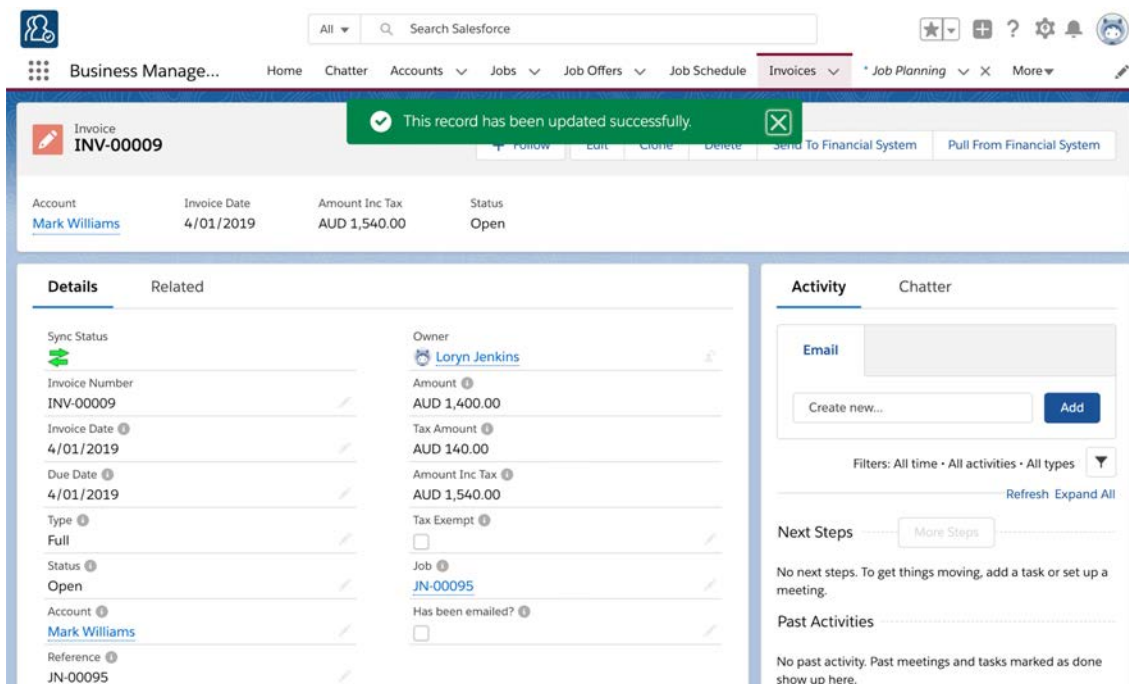 All
Search Salesforce
Business Manage...
Home
Chatter
Accounts
Jobs
Job Offers
Job Schedule
Invoices
* Job Planning
More
This record has been updated successfully.
Invoice
INV-00009
+ Follow
Edit
Clone
Delete
Send To Financial System
Pull From Financial System
Account
Invoice Date
Amount Inc Tax
Status
Mark Williams
4/01/2019
AUD 1,540.00
Open
Details
Related
Sync Status
Invoice Number
INV-00009
Invoice Date
4/01/2019
Due Date
4/01/2019
Type
Full
Status
Open
Account
Mark Williams
Reference
JN-00095
Owner
Loryn Jenkins
Amount
AUD 1,400.00
Tax Amount
AUD 140.00
Amount Inc Tax
AUD 1,540.00
Tax Exempt
Job
JN-00095
Has been emailed?
Activity
Chatter
Email
Create new...
Add
Filters: All time • All activities • All types
Refresh Expand All
Next Steps
More Steps
No next steps. To get things moving, add a task or set up a
meeting.
Past Activities
No past activity. Past meetings and tasks marked as done
show up here.